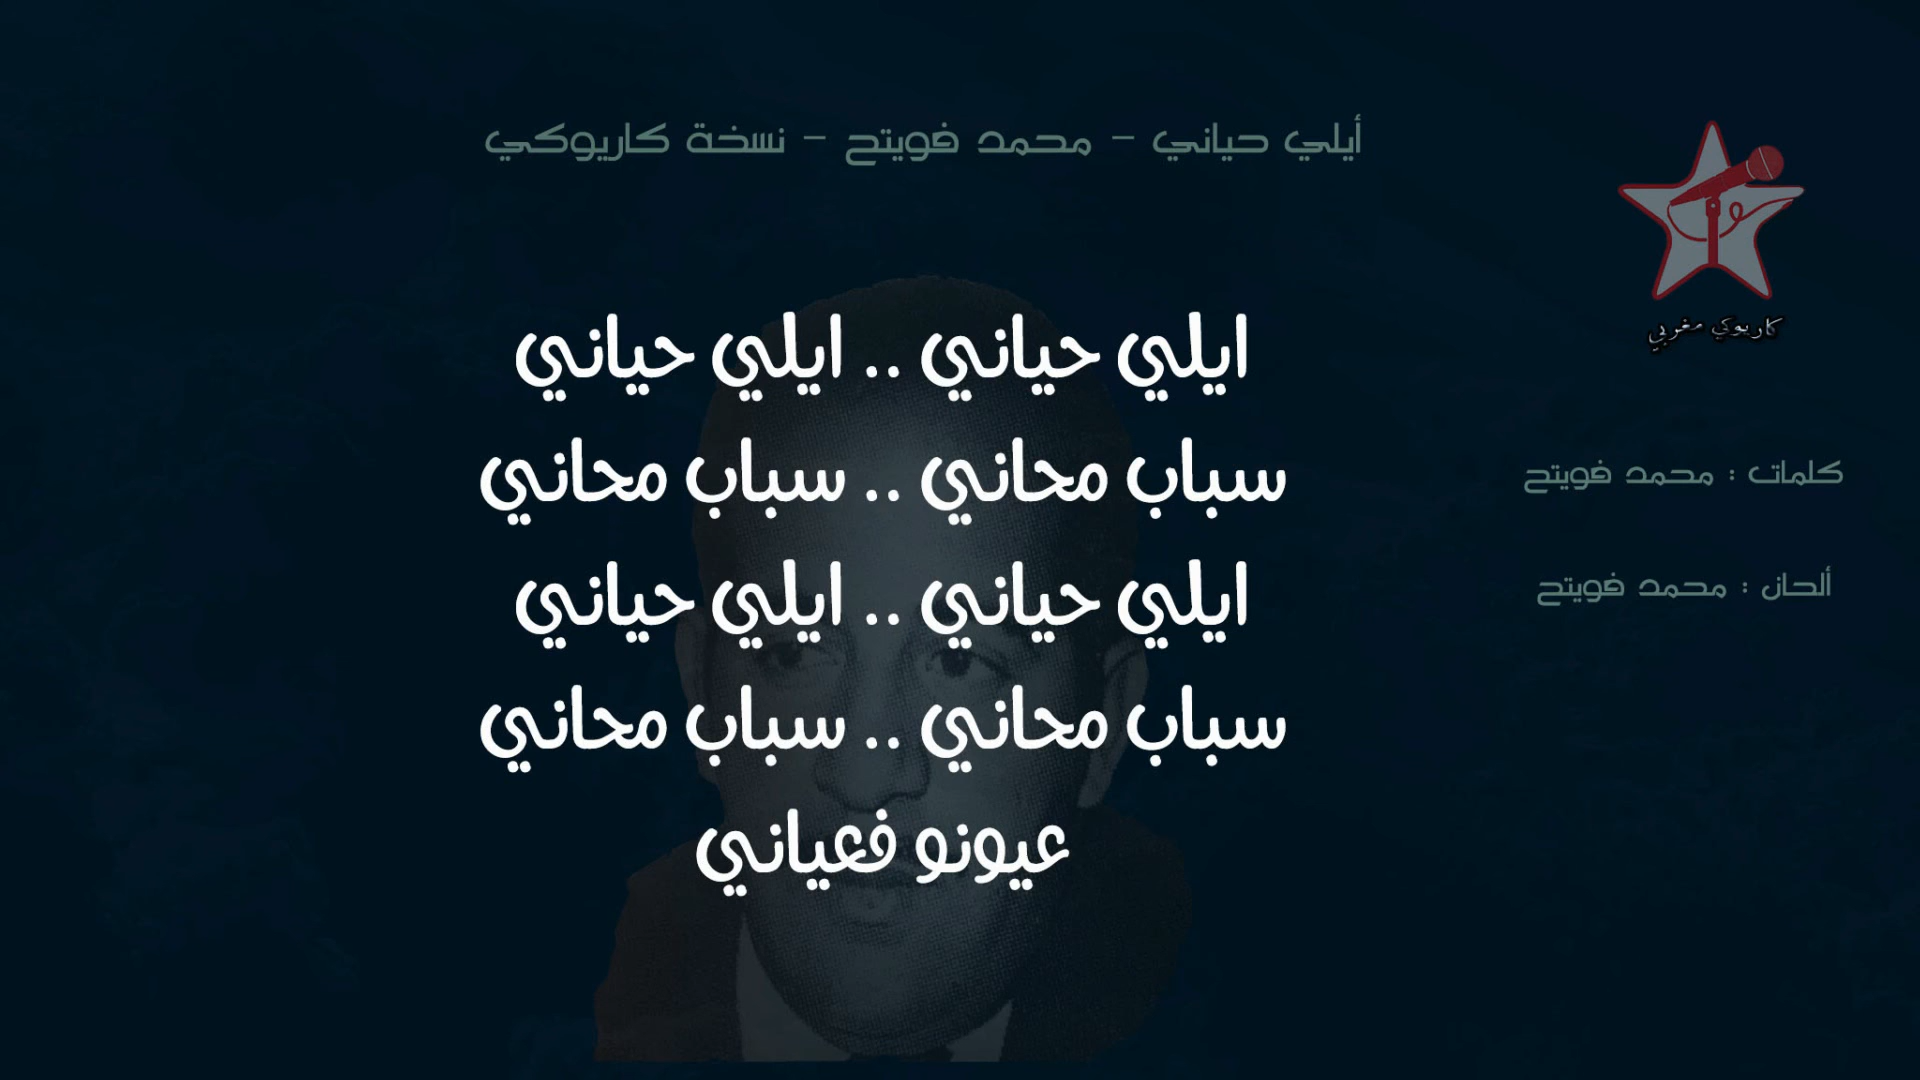 أيلي حياني - محمد فويتح - نسخة كاريوكي
كاريوكي مغربي
ايلي حياني .. ايلي حياني
سباب محاني .. سباب محاني
ايلي حياني .. ايلي حياني
سباب محاني .. سباب محاني
عيونو فعياني
كلمات : محمد فويتح
ألحان : محمد فويتح